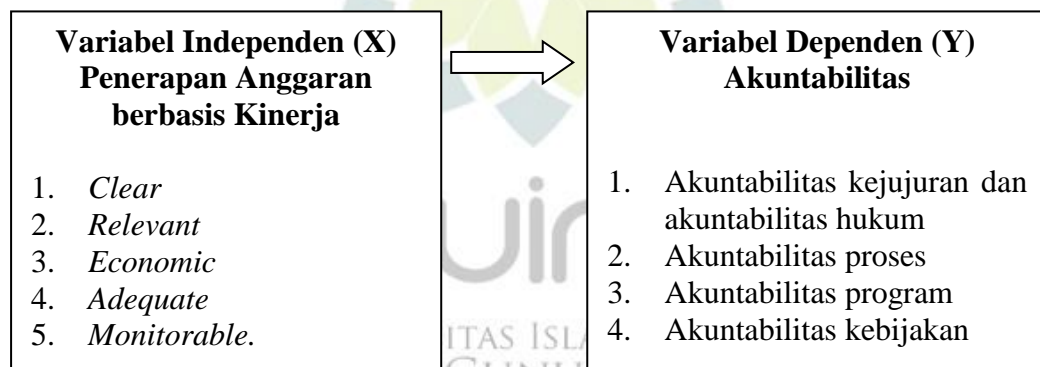 Variabel Independen (X)
Penerapan Anggaran
berbasis Kinerja
1. Clear
2. Relevant
3. Economic
4. Adequate
5. Monitorable.
Variabel Dependen (Y)
Akuntabilitas
1. Akuntabilitas kejujuran dan
akuntabilitas hukum
2. Akuntabilitas proses
3. Akuntabilitas program
4. Akuntabilitas kebijakan
uin